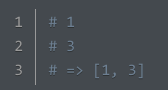 1 # 1
2 # 3
3 # => [1, 3]